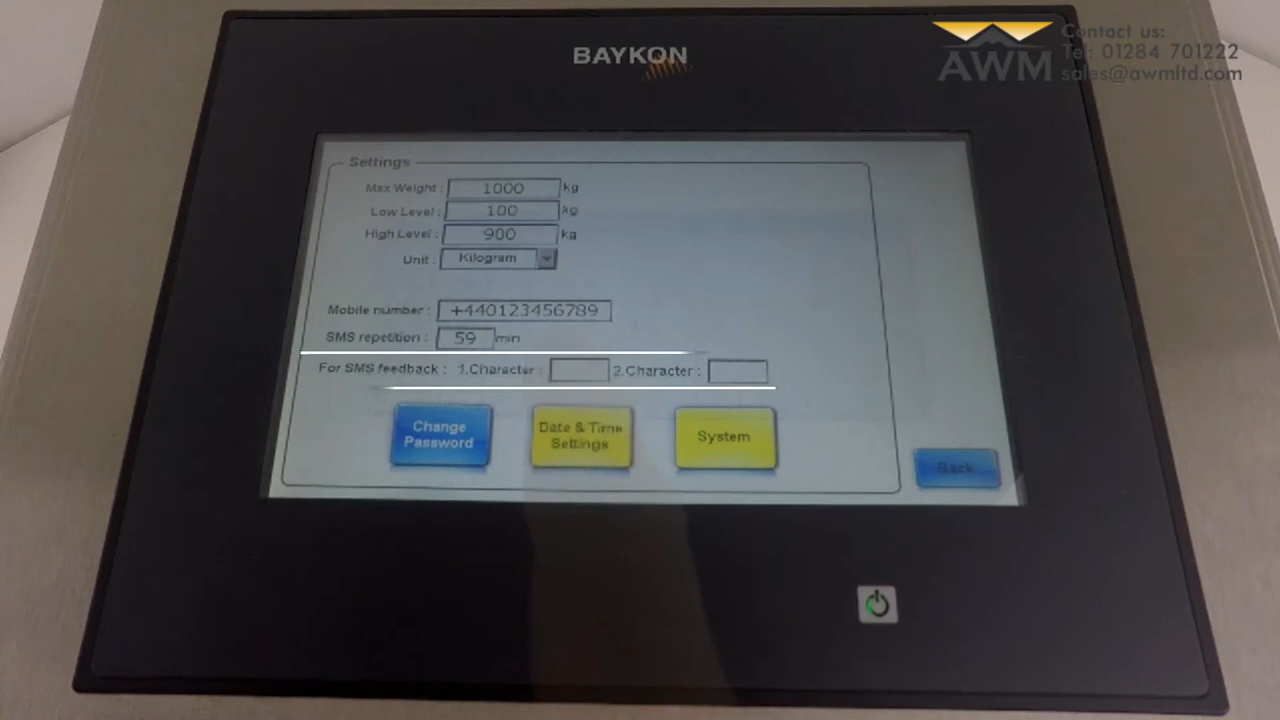 BAYKON
AWM
Contact us:
Tel: 01284 701222
sales@awmltd.com
Settings
Max Weight : 1000 kg
Low Level : 100 kg
High Level : 900 kg
Unit : Kilogram
Mobile number : +440123456789
SMS repetition : 59 min
For SMS feedback : 1.Character : 2.Character :
Change Password
Date & Time Settings
System
Back